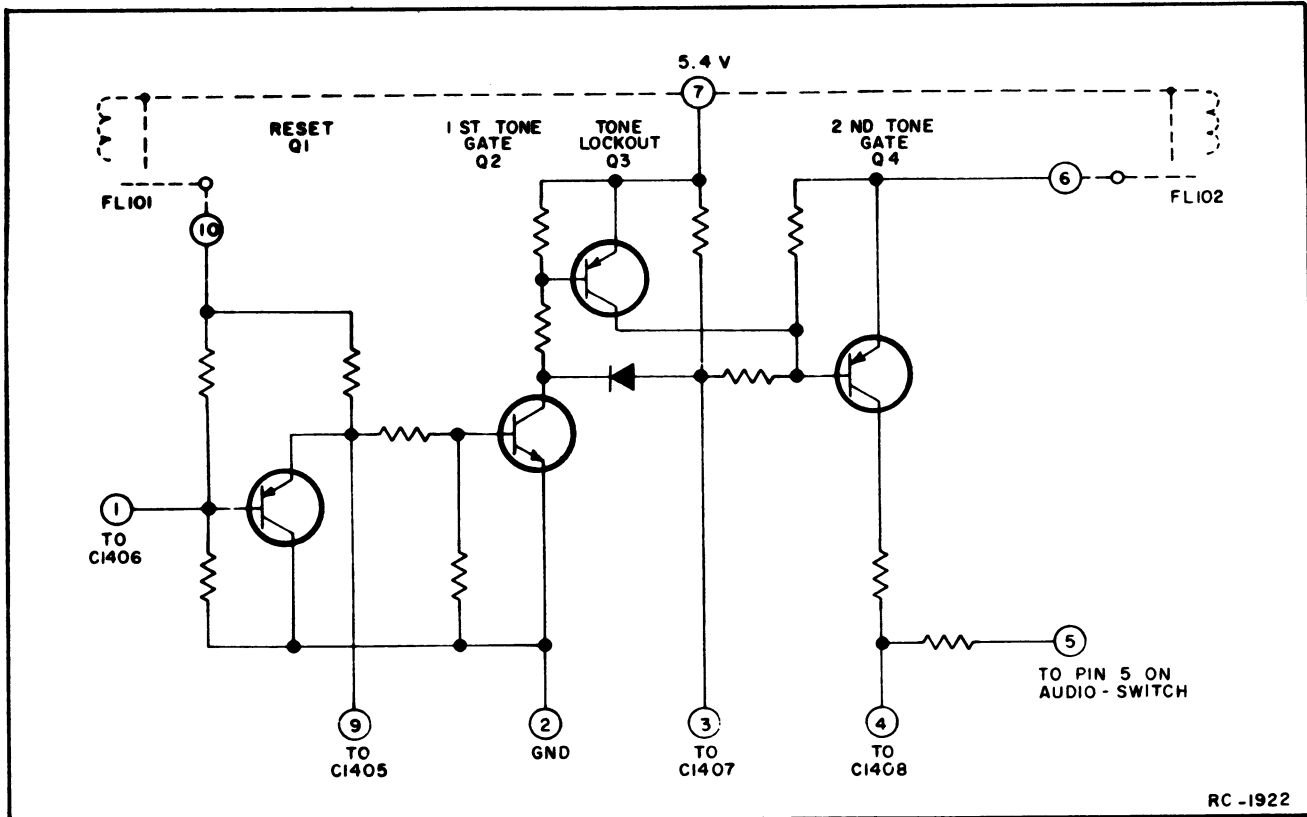 5.4 V
7
RESET
Q1
1 ST TONE
GATE
Q2
TONE
LOCKOUT
Q3
2 ND TONE
GATE
Q4
6
FL101
FL102
10
1
TO
C1406
5
TO PIN 5 ON
AUDIO - SWITCH
9
TO
C1405
2
GND
3
TO
C1407
4
TO
C1408
RC -1922